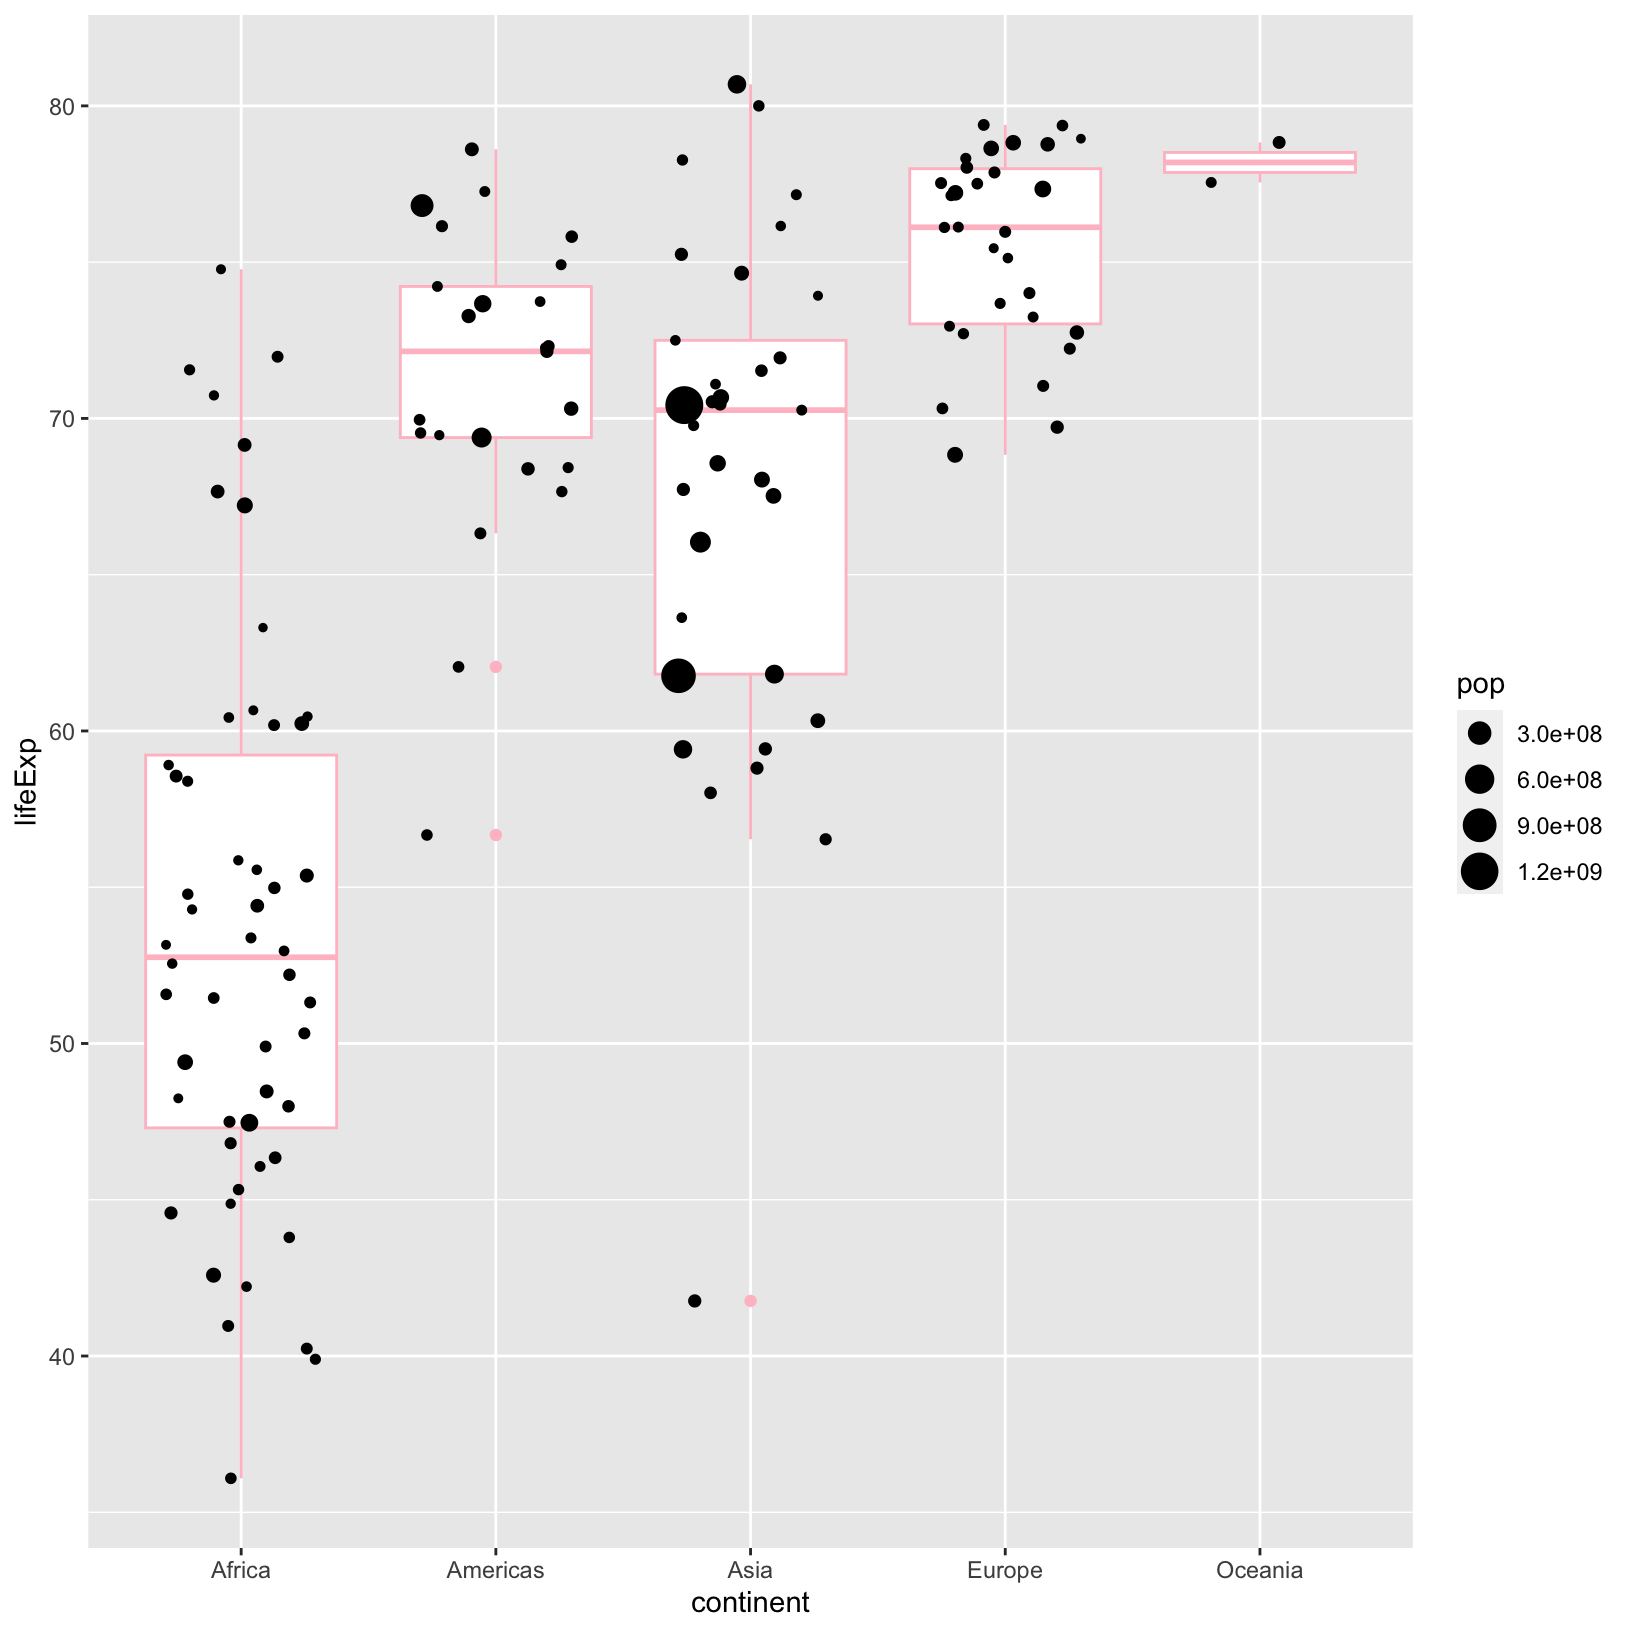 80
70
60
50
40
lifeExp
Africa
Americas
Asia
Europe
Oceania
continent
pop
3.0e+08
6.0e+08
9.0e+08
1.2e+09